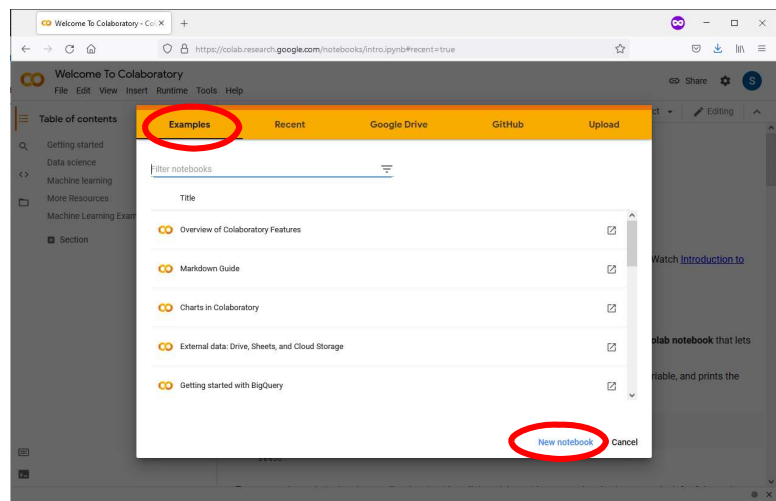 Welcome To Colaboratory - Col
https://colab.research.google.com/notebooks/intro.ipynb#recent=true
Welcome To Colaboratory
File Edit View Insert Runtime Tools Help
Share
S
Table of contents
Editing
Examples Recent Google Drive GitHub Upload
Getting started
Data science
Machine learning
More Resources
Machine Learning Exam
Section
Filter notebooks
Title
Overview of Colaboratory Features
Watch Introduction to
Markdown Guide
Charts in Colaboratory
olab notebook that lets
External data: Drive, Sheets, and Cloud Storage
riable, and prints the
Getting started with BigQuery
New notebook Cancel